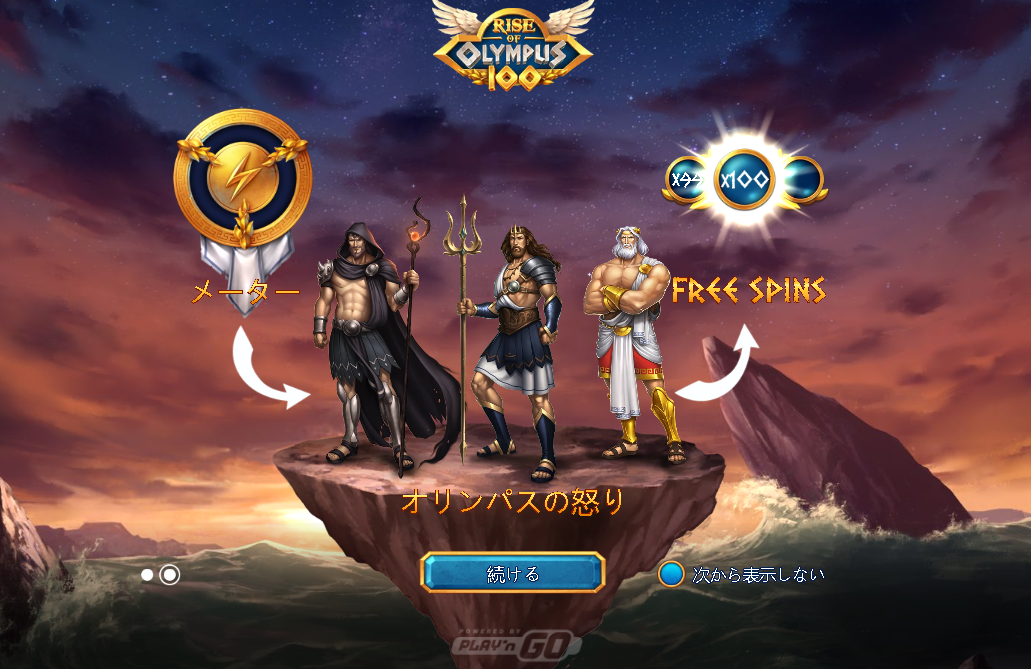 RISE
OF
OLYMPUS
100
x99
x100
メーター
FREE SPINS
オリンパスの怒り
続ける
次から表示しない
POWERED BY
PLAY'n GO